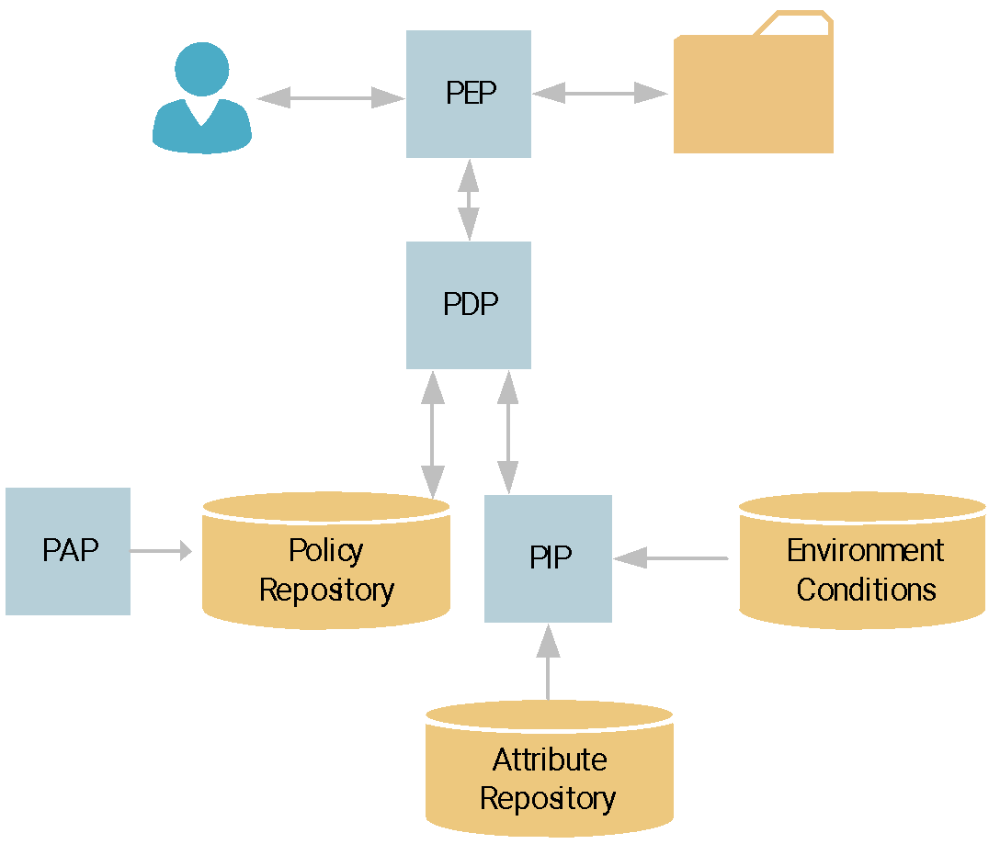 PEP
PDP
PAP
Policy
Repository
PIP
Environment
Conditions
Attribute
Repository